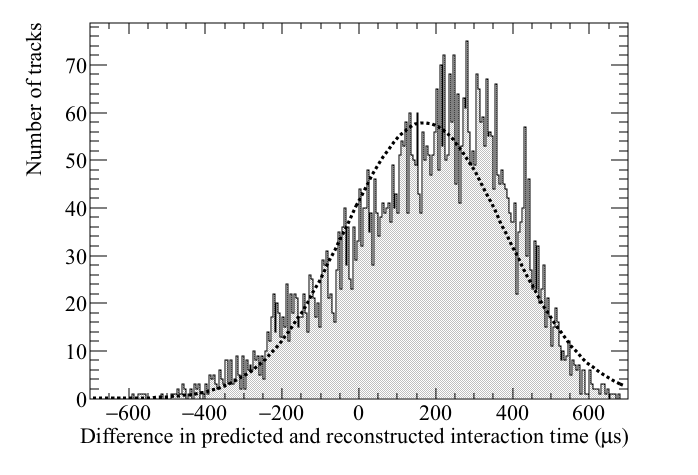 Number of tracks
70
60
50
40
30
20
10
0
−600 −400 −200 0 200 400 600
Difference in predicted and reconstructed interaction time (μs)